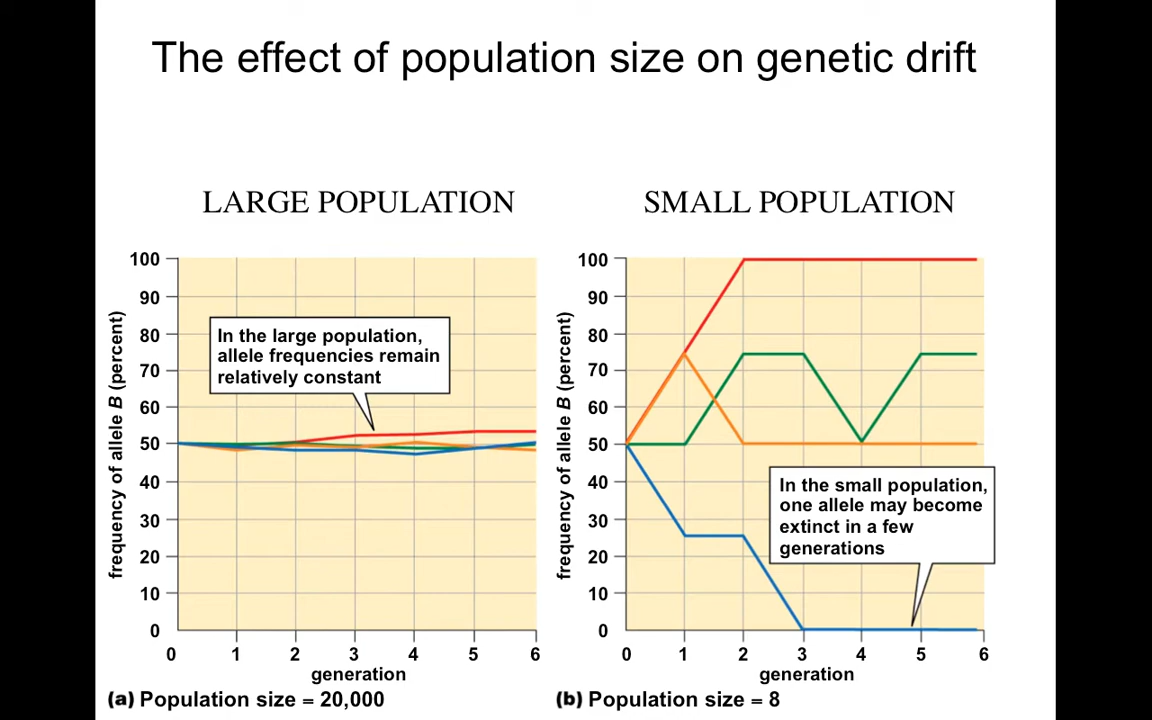 The effect of population size on genetic drift
LARGE POPULATION
SMALL POPULATION
frequency of allele B (percent)
100
90
80
70
60
50
40
30
20
10
0
In the large population,
allele frequencies remain
relatively constant
0 1 2 3 4 5 6
generation
(a) Population size = 20,000
frequency of allele B (percent)
100
90
80
70
60
50
40
30
20
10
0
In the small population,
one allele may become
extinct in a few
generations
0 1 2 3 4 5 6
generation
(b) Population size = 8